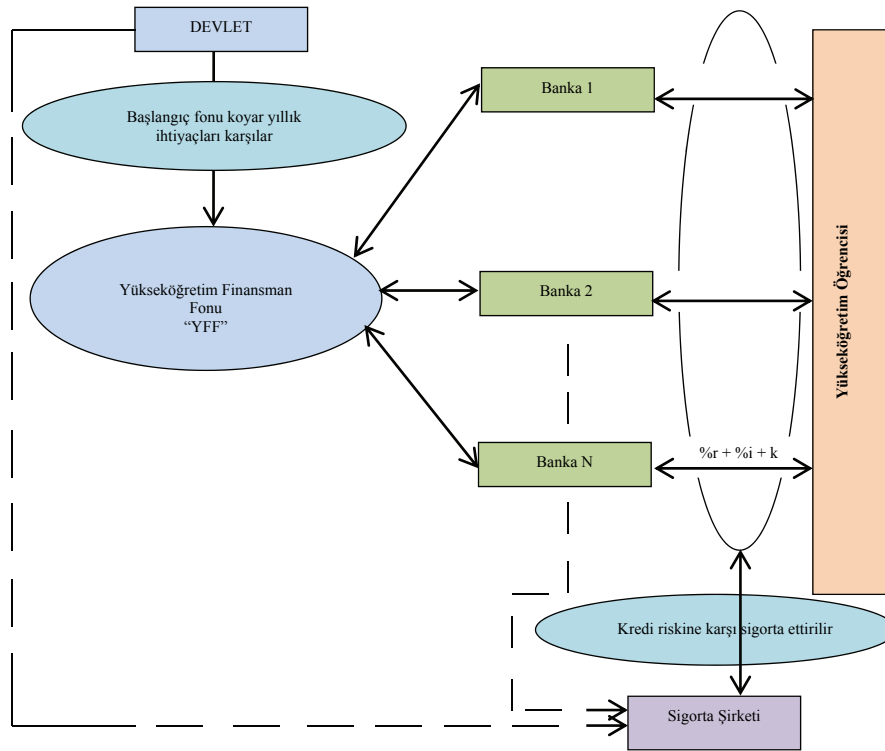 DEVLET
Başlangıç fonu koyar yıllık
ihtiyaçları karşılar
Banka 1
Yükseköğretim Finansman
Fonu
“YFF”
Banka 2
Yükseköğretim Öğrencisi
Banka N
%r + %i + k
Kredi riskine karşı sigorta ettirilir
Sigorta Şirketi